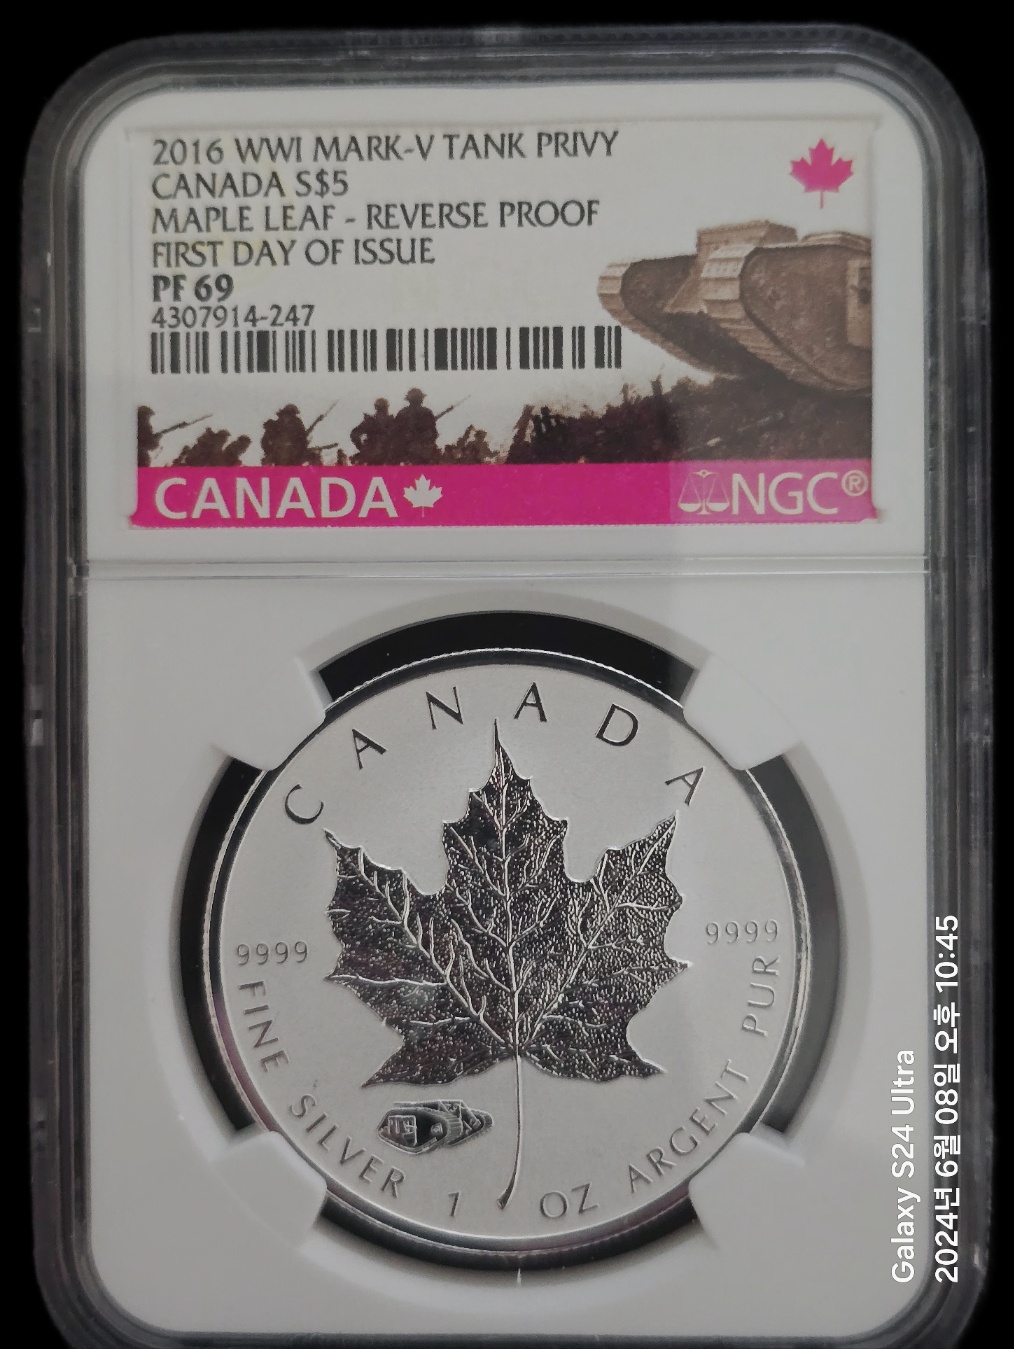 2016 WWI MARK-V TANK PRIVY
CANADA S$5
MAPLE LEAF - REVERSE PROOF
FIRST DAY OF ISSUE
PF 69
4307914-247
CANADA
NGC®
CANADA
9999
9999
FINE SILVER 1 OZ ARGENT PUR
Galaxy S24 Ultra
2024년 6월 08일 오후 10:45